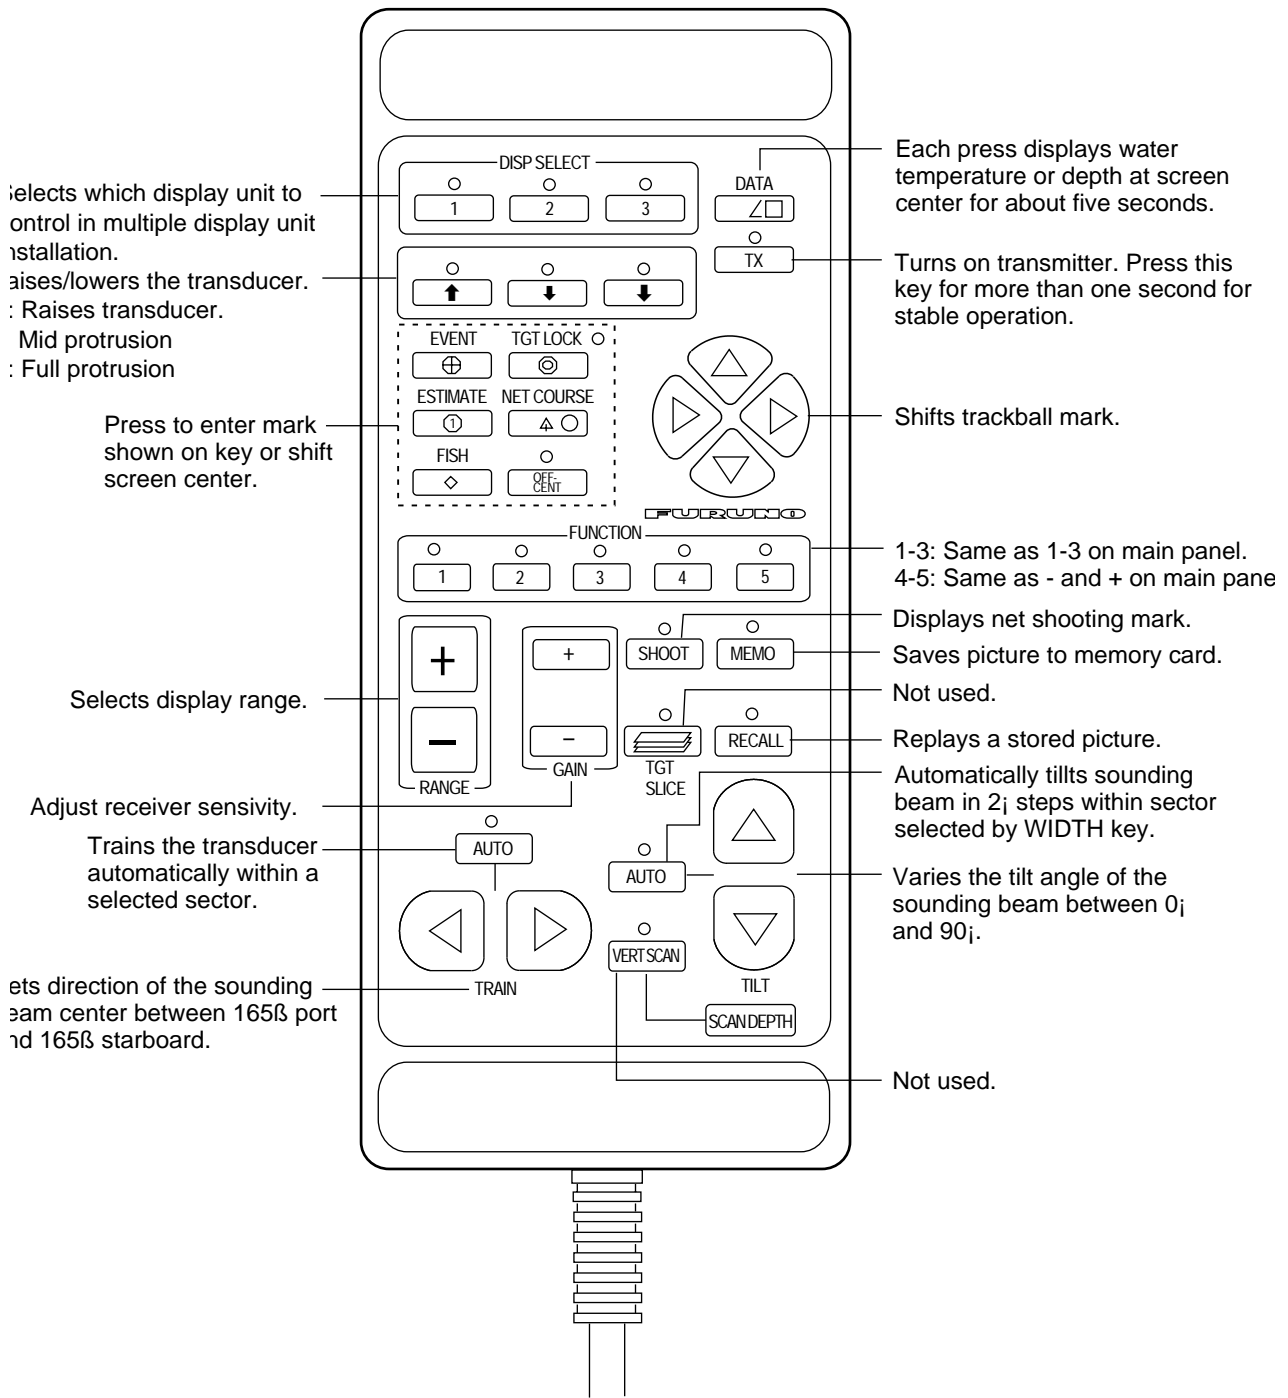 DISP SELECT
1
2
3
DATA
TX
EVENT
TGT LOCK
ESTIMATE
NET COURSE
1
FISH
OFF-
CENT
FURUNO
FUNCTION
1
2
3
4
5
+
−
RANGE
+
−
GAIN
SHOOT
MEMO
TGT
SLICE
RECALL
AUTO
TRAIN
AUTO
VERT SCAN
TILT
SCAN DEPTH
which display unit to
in multiple display unit
the transducer.
: Raises transducer.
Mid protrusion
: Full protrusion
Press to enter mark
shown on key or shift
screen center.
Selects display range.
Adjust receiver sensivity.
Trains the transducer
automatically within a
selected sector.
direction of the sounding
center between 165ß port
165ß starboard.
Each press displays water
temperature or depth at screen
center for about five seconds.
Turns on transmitter. Press this
key for more than one second for
stable operation.
Shifts trackball mark.
1-3: Same as 1-3 on main panel.
4-5: Same as - and + on main pane
Displays net shooting mark.
Saves picture to memory card.
Not used.
Replays a stored picture.
Automatically tillts sounding
beam in 2¡ steps within sector
selected by WIDTH key.
Varies the tilt angle of the
sounding beam between 0¡
and 90¡.
Not used.